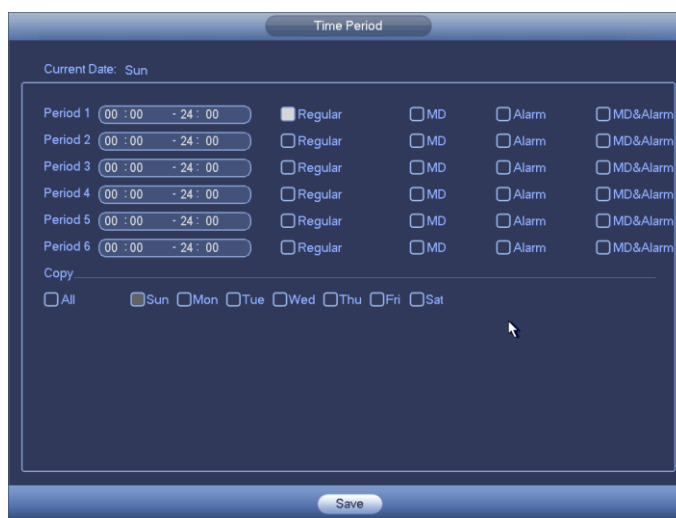 Time Period
Current Date: Sun
Period 1 00 : 00 - 24 : 00 Regular MD Alarm MD&Alarm
Period 2 00 : 00 - 24 : 00 Regular MD Alarm MD&Alarm
Period 3 00 : 00 - 24 : 00 Regular MD Alarm MD&Alarm
Period 4 00 : 00 - 24 : 00 Regular MD Alarm MD&Alarm
Period 5 00 : 00 - 24 : 00 Regular MD Alarm MD&Alarm
Period 6 00 : 00 - 24 : 00 Regular MD Alarm MD&Alarm
Copy
All Sun Mon Tue Wed Thu Fri Sat
Save